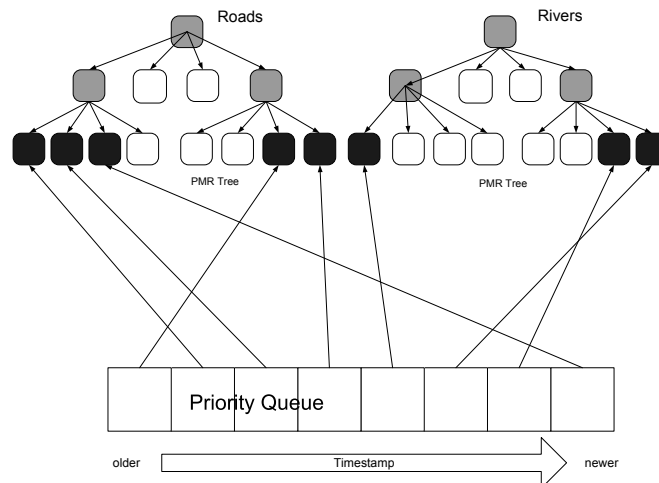 Roads
Rivers
PMR Tree
PMR Tree
Priority Queue
older
Timestamp
newer